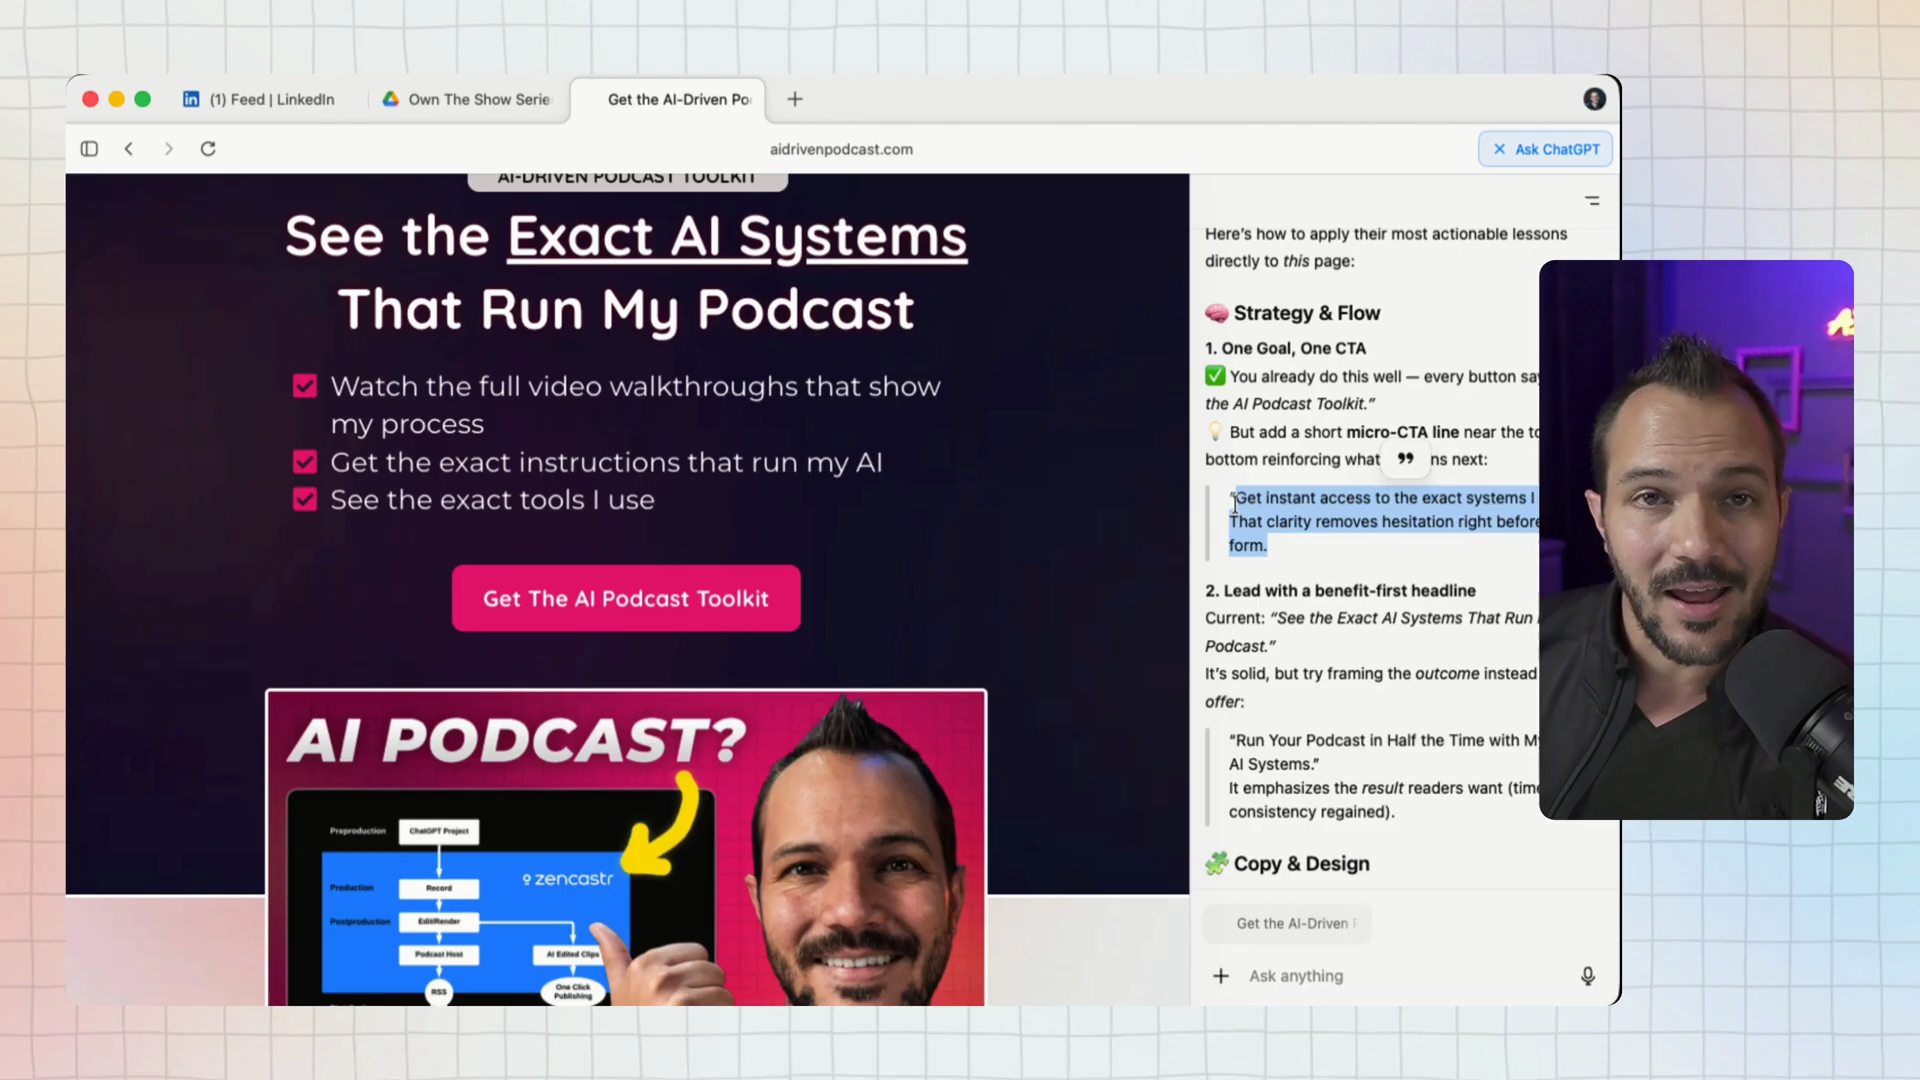 (1) Feed | LinkedIn
Own The Show Serie
Get the AI-Driven Po
aidrivenpodcast.com
Ask ChatGPT
AI-DRIVEN PODCAST TOOLKIT
See the Exact AI Systems
That Run My Podcast
Watch the full video walkthroughs that show
my process
Get the exact instructions that run my AI
See the exact tools I use
Get The AI Podcast Toolkit
AI PODCAST?
Preproduction
ChatGPT Project
Production
Record
zencastr
Postproduction
Edit/Render
Podcast Host
AI Edited Clips
RSS
One Click
Publishing
Here's how to apply their most actionable lessons
directly to this page:
Strategy & Flow
1. One Goal, One CTA
You already do this well — every button say
the AI Podcast Toolkit."
But add a short micro-CTA line near the to
bottom reinforcing what ns next:
"Get instant access to the exact systems I
That clarity removes hesitation right before
form.
2. Lead with a benefit-first headline
Current: "See the Exact AI Systems That Run
Podcast."
It's solid, but try framing the outcome instead
offer:
"Run Your Podcast in Half the Time with My
AI Systems."
It emphasizes the result readers want (time
consistency regained).
Copy & Design
Get the AI-Driven
Ask anything